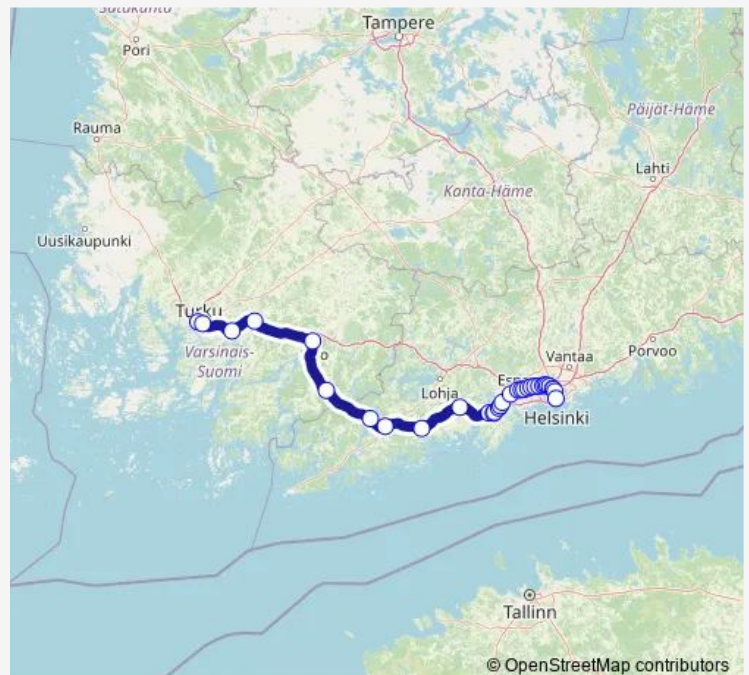 Satakunta
Tampere
Pori
Rauma
Päijät-Häme
Lahti
Kanta-Häme
Uusikaupunki
Turku
Varsinais-
Suomi
Vantaa
Porvoo
Lohja
Helsinki
Tallinn
© OpenStreetMap contributors